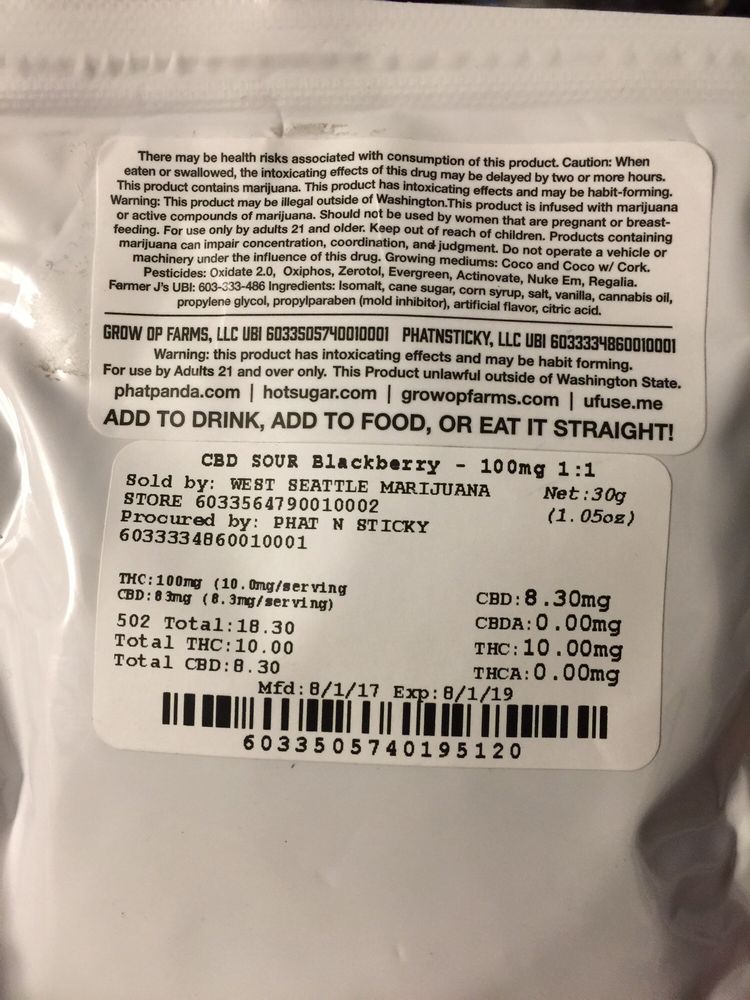 There may be health risks associated with consumption of this product. Caution: When
eaten or swallowed, the intoxicating effects of this drug may be delayed by two or more hours.
This product contains marijuana. This product has intoxicating effects and may be habit-forming.
Warning: This product may be illegal outside of Washington.This product is infused with marijuana
or active compounds of marijuana. Should not be used by women that are pregnant or breast-
feeding. For use only by adults 21 and older. Keep out of reach of children. Products containing
marijuana can impair concentration, coordination, and judgment. Do not operate a vehicle or
machinery under the influence of this drug. Growing mediums: Coco and Coco w/ Cork.
Pesticides: Oxidate 2.0, Oxiphos, Zerotol, Evergreen, Actinovate, Nuke Em, Regalia.
Fermer J's UBI: 603-333-486 Ingredients: Isomalt, cane sugar, corn syrup, salt, vanilla, cannabis oil,
propylene glycol, propylparaben (mold inhibitor), artificial flavor, citric acid.
GROW OP FARMS, LLC UBI 6033505740010001 PHATNSTICKY, LLC UBI 6033334860010001
Warning: this product has intoxicating effects and may be habit forming.
For use by Adults 21 and over only. This Product unlawful outside of Washington State.
phatpanda.com | hotsugar.com | growopfarms.com | ufuse.me
ADD TO DRINK, ADD TO FOOD, OR EAT IT STRAIGHT!
CBD SOUR Blackberry - 100mg 1:1
Sold by: WEST SEATTLE MARIJUANA
STORE 6033564790010002
Net:30g
(1.05oz)
Procured by: PHAT N STICKY
6033334860010001
THC:100mg (10.0mg/serving
CBD:83mg (8.3mg/serving)
502 Total:18.30
Total THC:10.00
Total CBD:8.30
CBD:8.30mg
CBDA:0.00mg
THC:10.00mg
THCA:0.00mg
Mfd:8/1/17 Exp:8/1/19
6033505740195120